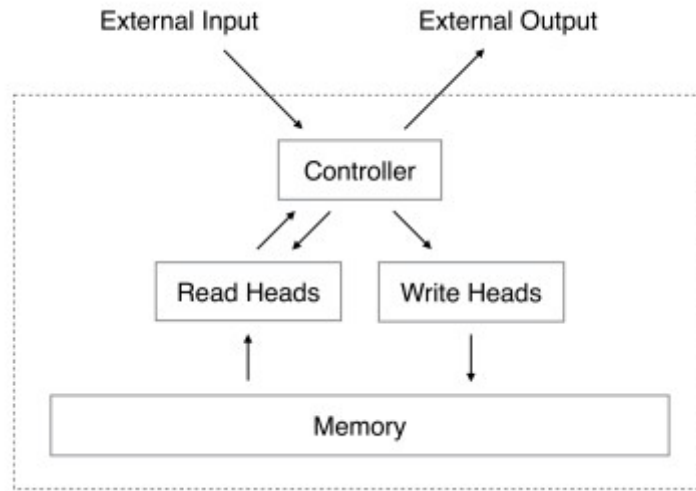 External Input
External Output
Controller
Read Heads
Write Heads
Memory